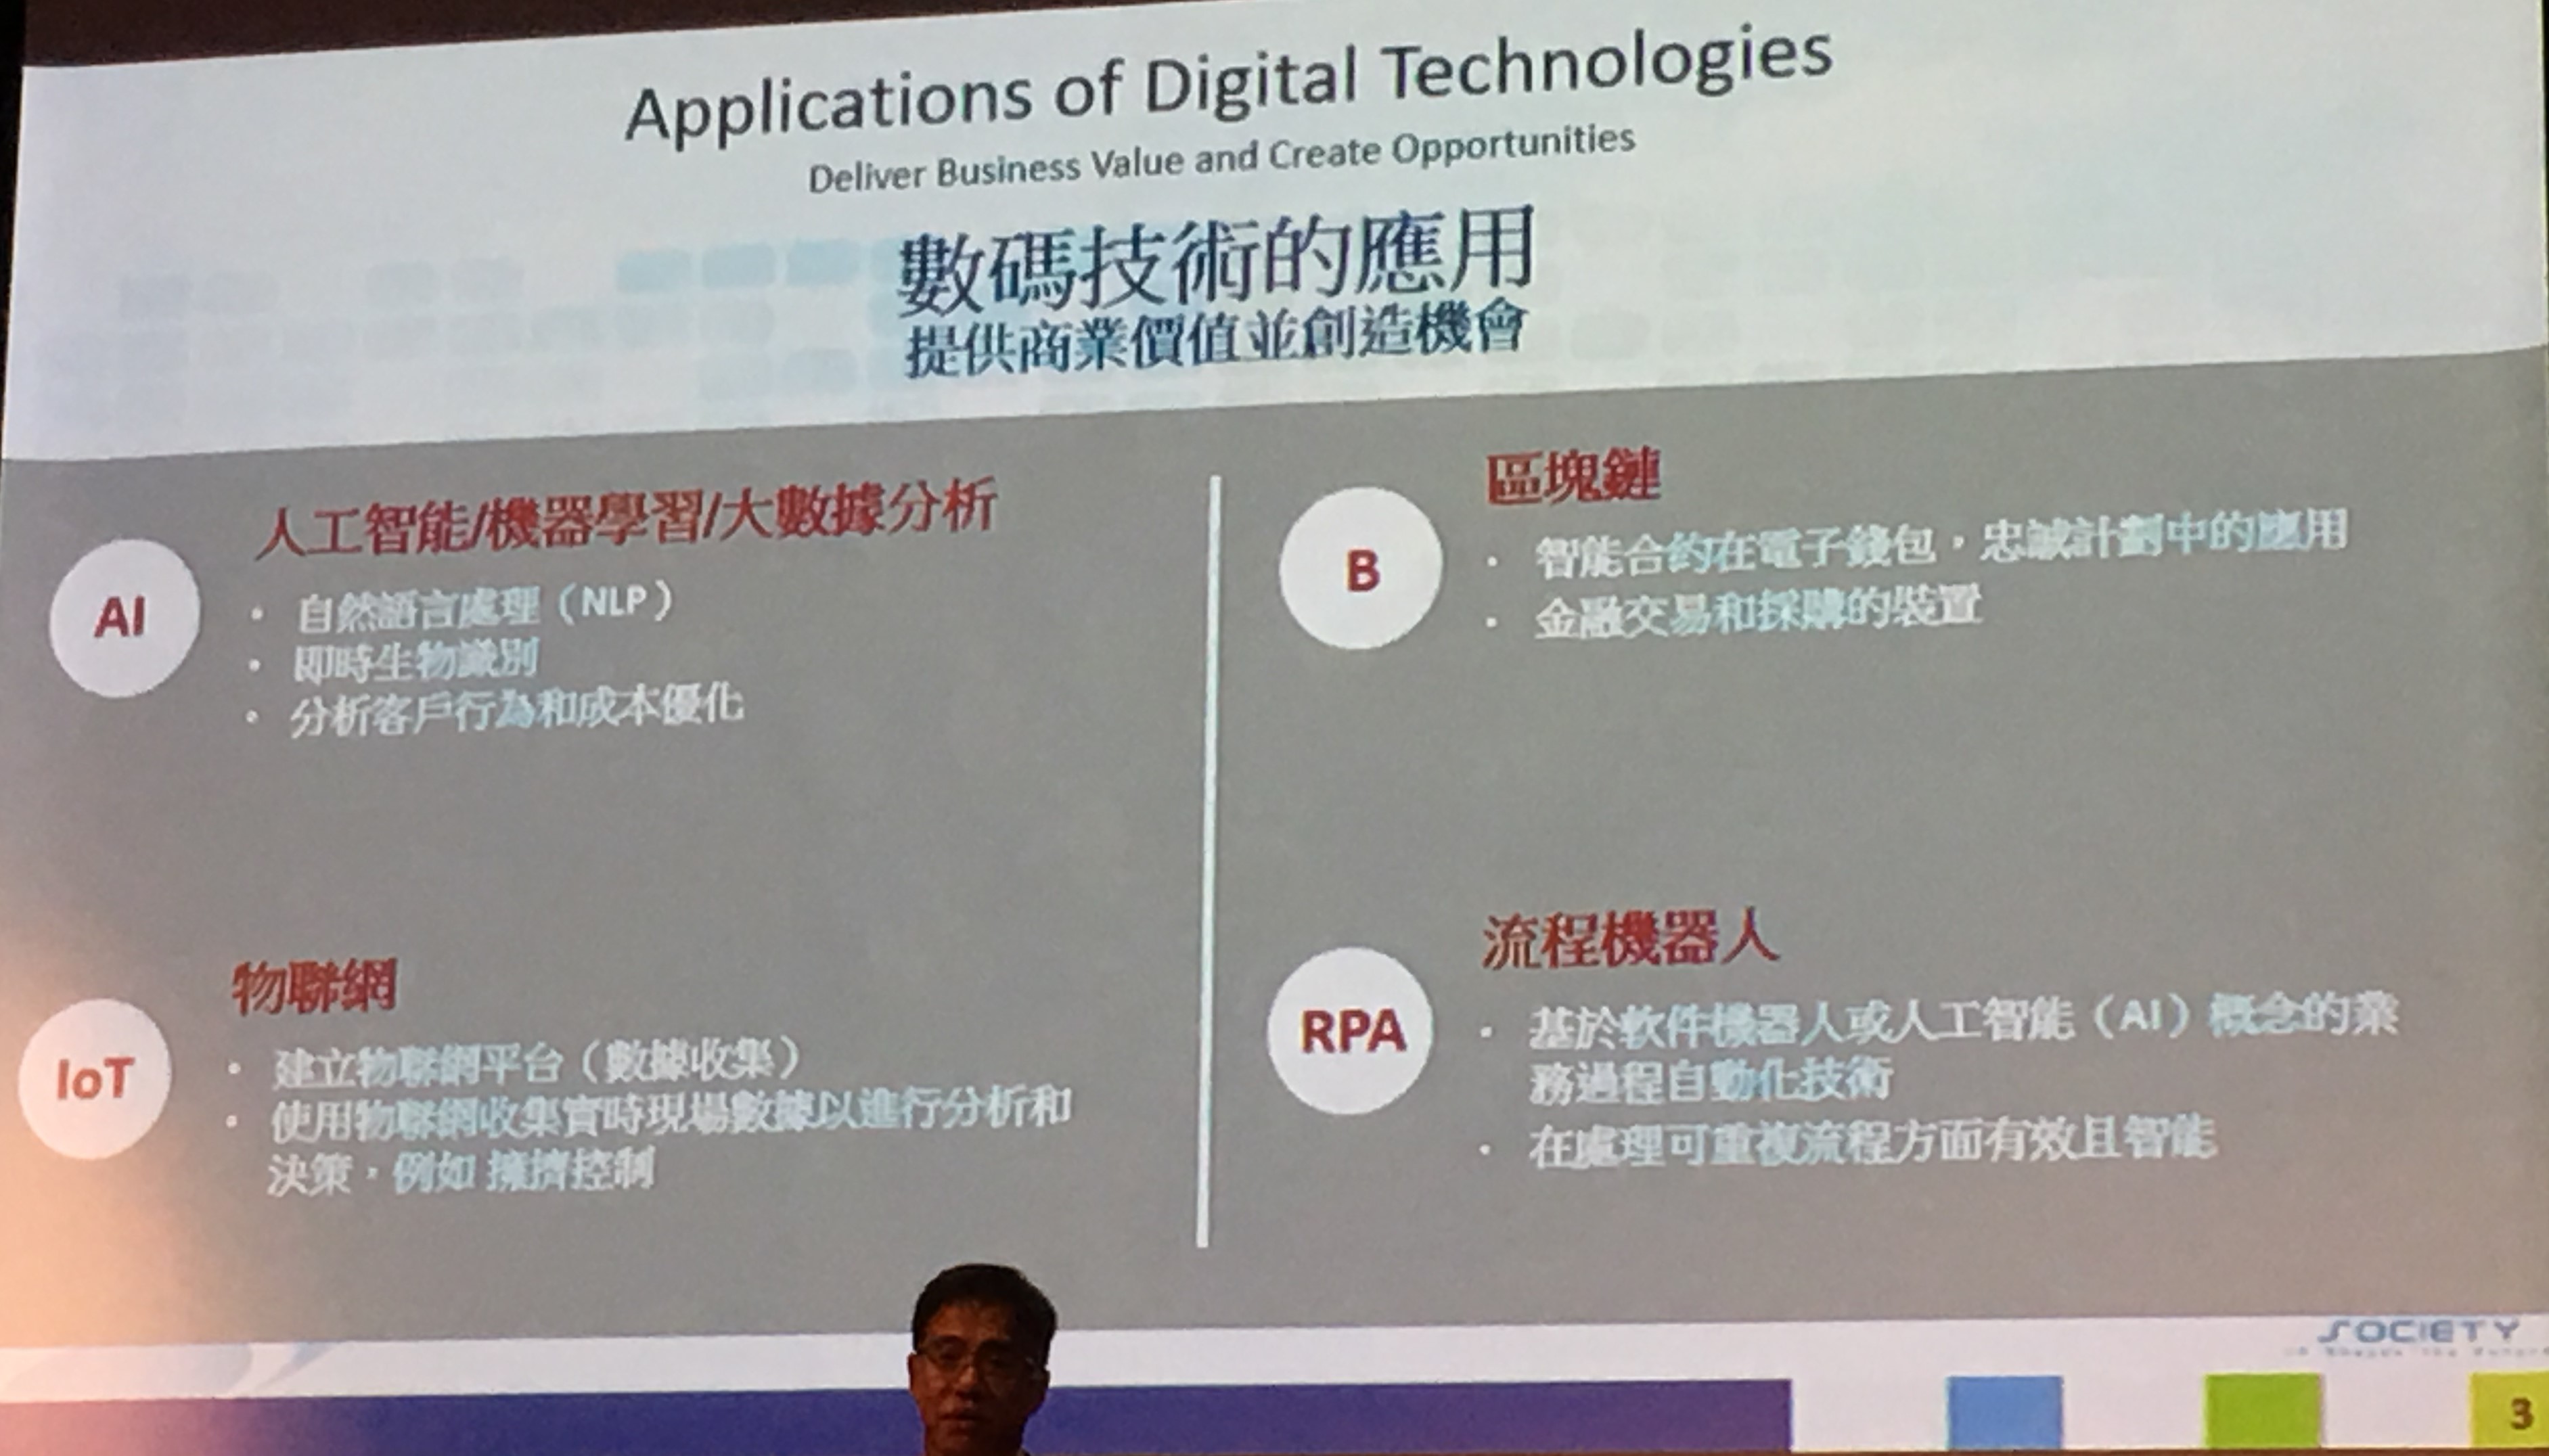 Applications of Digital Technologies
Deliver Business Value and Create Opportunities
數碼技術的應用
提供商業價值並創造機會
AI
人工智能/機器學習/大數據分析
• 自然語言處理（NLP）
• 即時生物識別
• 分析客戶行為和成本優化
IoT
物聯網
• 建立物聯網平台（數據收集）
• 使用物聯網收集實時現場數據以進行分析和
決策，例如 擁擠控制
B
區塊鏈
• 智能合約在電子錢包，忠誠計劃中的應用
• 金融交易和採購的裝置
RPA
流程機器人
• 基於軟件機器人或人工智能（AI）概念的業
務過程自動化技術
• 在處理可重複流程方面有效且智能
SOCIETY
3